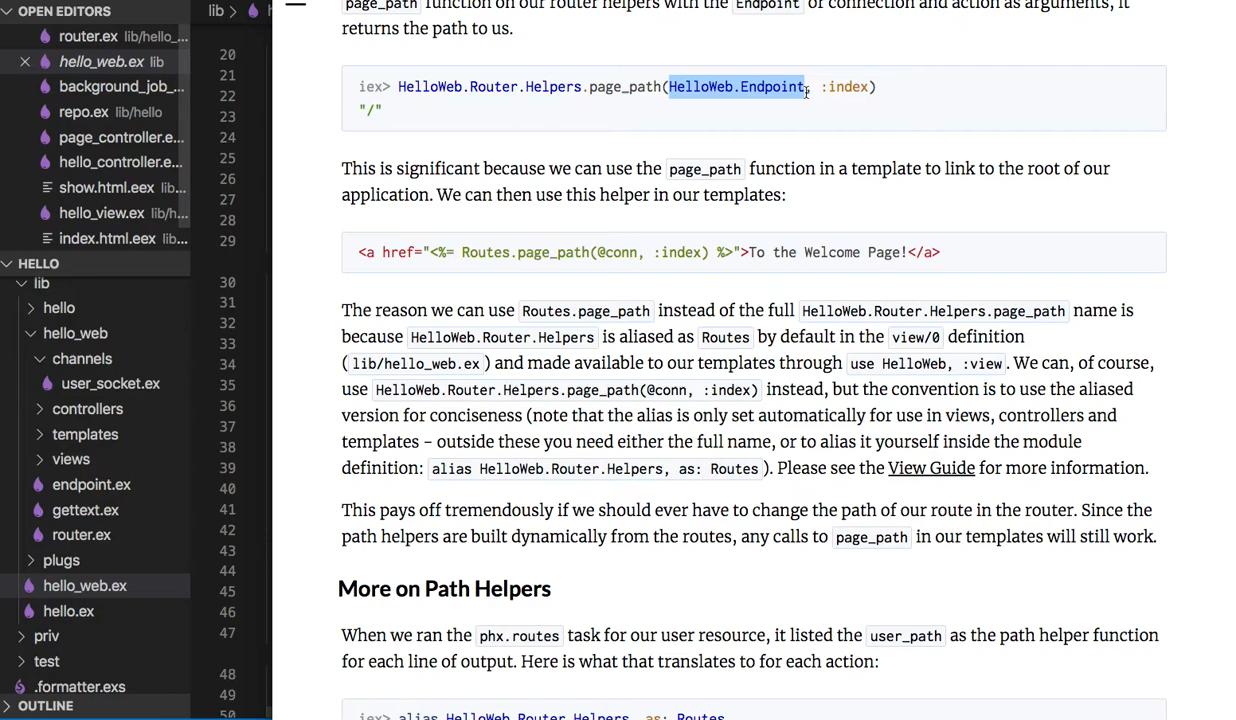 OPEN EDITORS
router.ex lib/hello_...
hello_web.ex lib
background_job_...
repo.ex lib/hello
page_controller.e...
hello_controller.e...
show.html.eex lib...
hello_view.ex lib/h...
index.html.eex lib...
HELLO
lib
hello
hello_web
channels
user_socket.ex
controllers
templates
views
endpoint.ex
gettext.ex
router.ex
plugs
hello_web.ex
hello.ex
priv
test
.formatter.exs
OUTLINE
lib
20
21
22
23
24
25
26
27
28
29
30
31
32
33
34
35
36
37
38
39
40
41
42
43
44
45
46
47
48
49
50
page_path function on our router helpers with the Endpoint or connection and action as arguments, it
returns the path to us.
iex> HelloWeb.Router.Helpers.page_path(HelloWeb.Endpoint, :index)
"/"
This is significant because we can use the page_path function in a template to link to the root of our
application. We can then use this helper in our templates:
<a href="<%= Routes.page_path(@conn, :index) %>">To the Welcome Page!</a>
The reason we can use Routes.page_path instead of the full HelloWeb.Router.Helpers.page_path name is
because HelloWeb.Router.Helpers is aliased as Routes by default in the view/0 definition
(lib/hello_web.ex) and made available to our templates through use HelloWeb, :view. We can, of course,
use HelloWeb.Router.Helpers.page_path(@conn, :index) instead, but the convention is to use the aliased
version for conciseness (note that the alias is only set automatically for use in views, controllers and
templates - outside these you need either the full name, or to alias it yourself inside the module
definition: alias HelloWeb.Router.Helpers, as: Routes). Please see the View Guide for more information.
This pays off tremendously if we should ever have to change the path of our route in the router. Since the
path helpers are built dynamically from the routes, any calls to page_path in our templates will still work.
More on Path Helpers
When we ran the phx.routes task for our user resource, it listed the user_path as the path helper function
for each line of output. Here is what that translates to for each action:
iex> alias HelloWeb.Router.Helpers, as: Routes